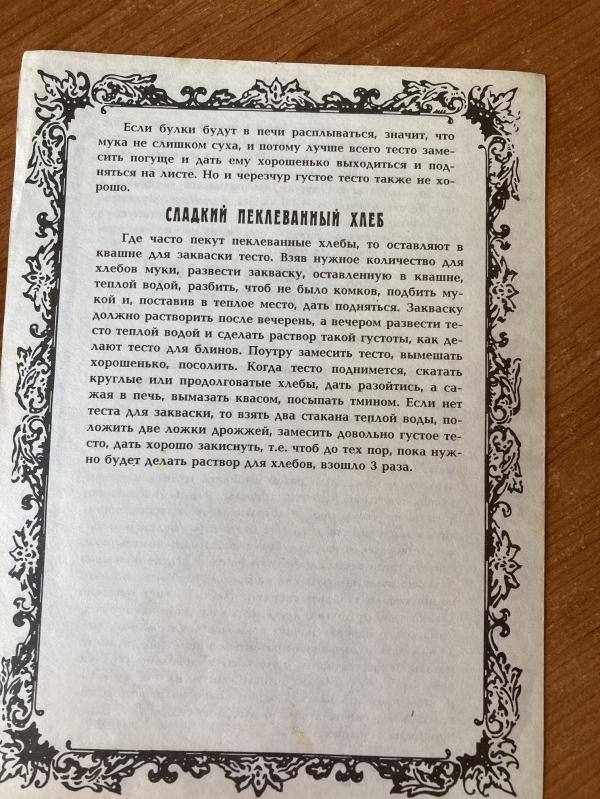 Если булки будут в печи расплываться, значит, что
мука не слишком суха, и потому лучше всего тесто заме-
сить погуще и дать ему хорошенько выходиться и под-
няться на листе. Но и черезчур густое тесто также не хо-
рошо.
СЛАДКИЙ ПЕКЛЕВАННЫЙ ХЛЕБ
Где часто пекут пеклеванные хлебы, то оставляют в
квашне для закваски тесто. Взяв нужное количество для
хлебов муки, развести закваску, оставленную в квашне,
теплой водой, разбить, чтоб не было комков, подбить му-
кой и, поставив в теплое место, дать подняться. Закваску
должно растворить после вечерень, а вечером развести те-
сто теплой водой и сделать раствор такой густоты, как де-
лают тесто для блинов. Поутру замесить тесто, вымешать
хорошенько, посолить. Когда тесто поднимется, скатать
круглые или продолговатые хлебы, дать разойтись, а са-
жая в печь, вымазать квасом, посыпать тмином. Если нет
теста для закваски, то взять два стакана теплой воды, по-
ложить две ложки дрожжей, замесить довольно густое те-
сто, дать хорошо закиснуть, т.е. чтоб до тех пор, пока нуж-
но будет делать раствор для хлебов, взошло 3 раза.